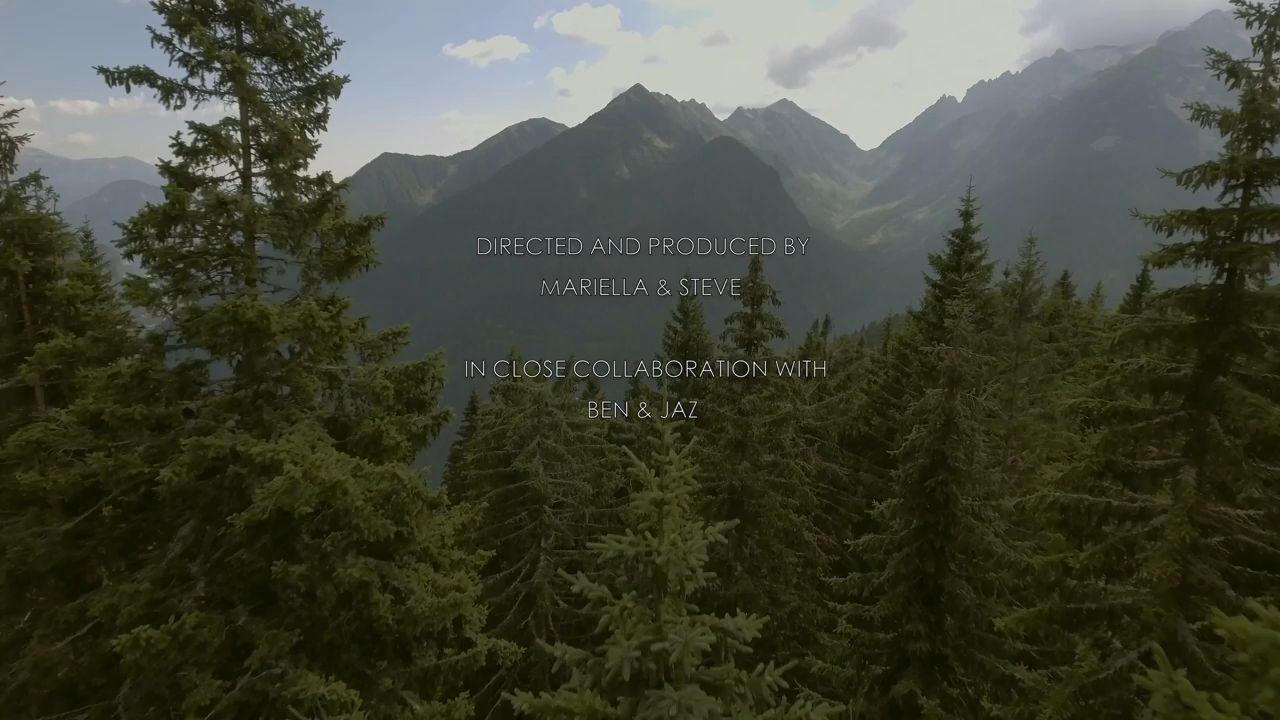 DIRECTED AND PRODUCED BY
MARIELLA & STEVE
IN CLOSE COLLABORATION WITH
BEN & JAZ